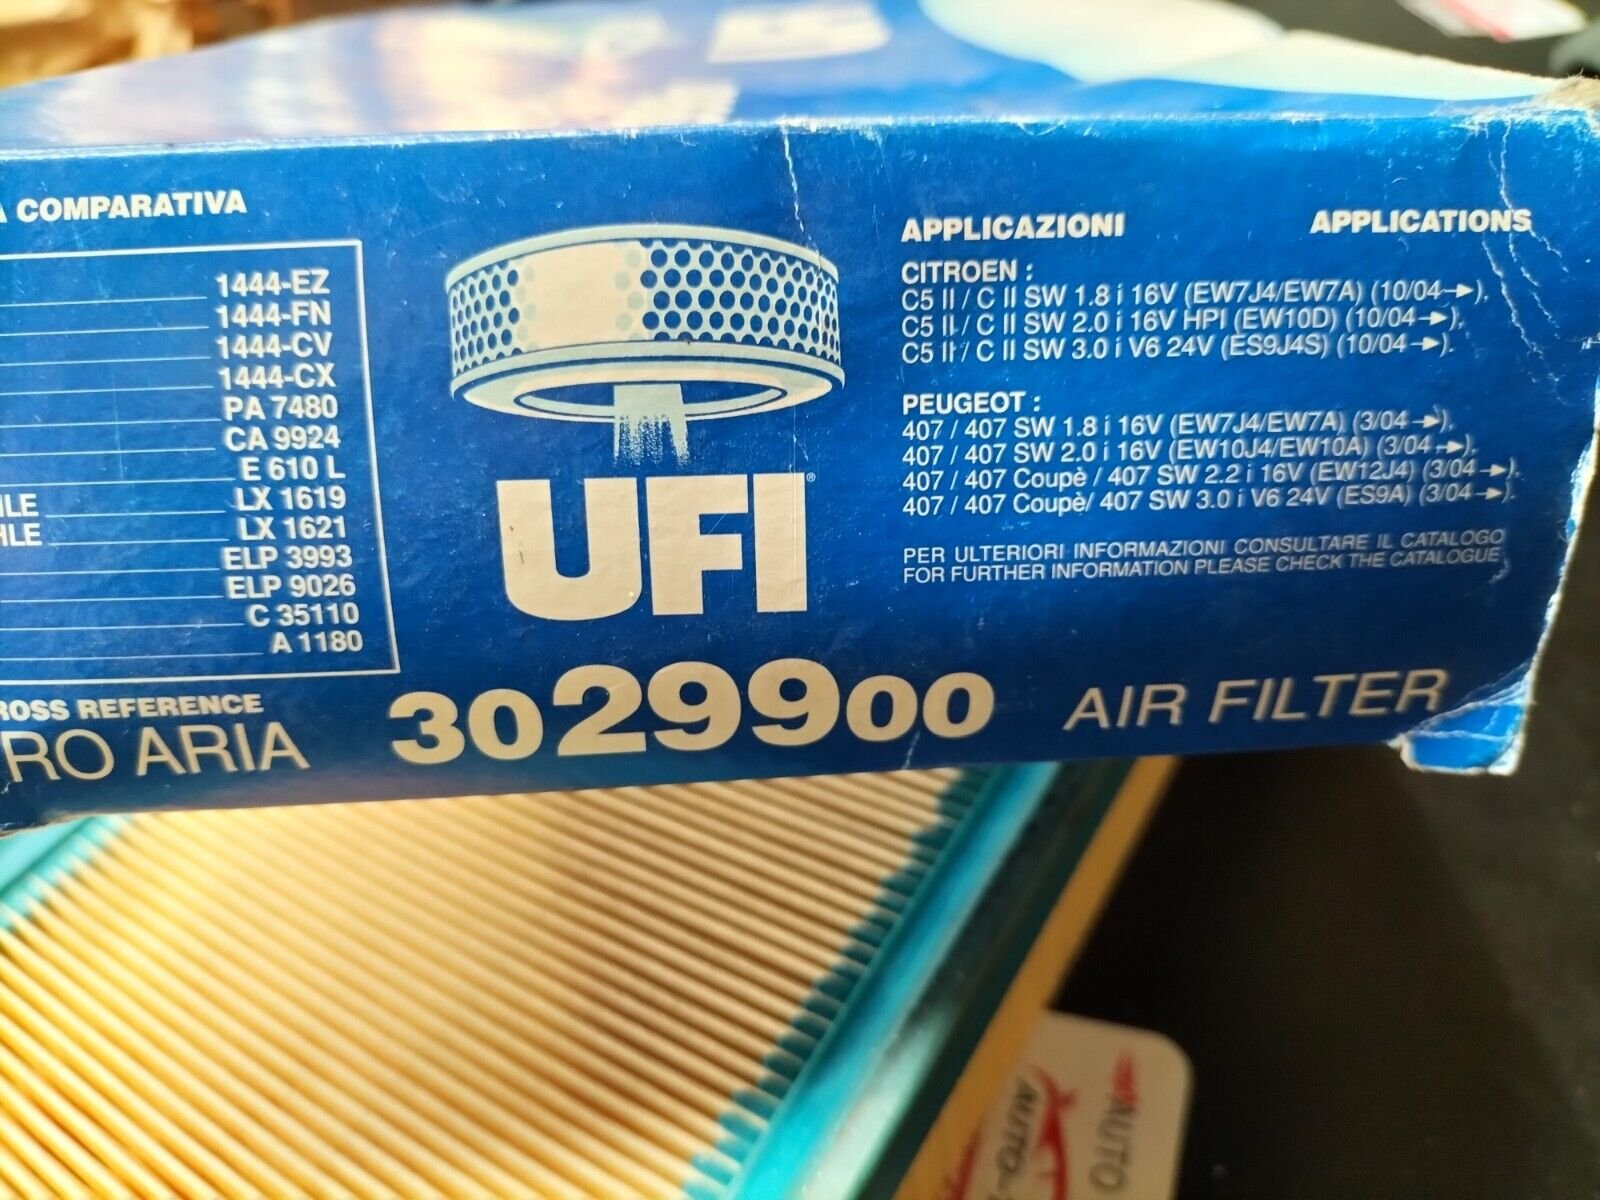 A COMPARATIVA
1444-EZ
1444-FN
1444-CV
1444-CX
PA 7480
CA 9924
E 610 L
LX 1619
HLE LX 1621
ELP 3993
ELP 9026
C 35110
A 1180
ROSS REFERENCE
RO ARIA
UFI®
3029900
AIR FILTER
APPLICAZIONI APPLICATIONS
CITROEN :
C5 II / C II SW 1.8 i 16V (EW7J4/EW7A) (10/04➔),
C5 II / C II SW 2.0 i 16V HPI (EW10D) (10/04➔),
C5 II / C II SW 3.0 i V6 24V (ES9J4S) (10/04➔).
PEUGEOT :
407 / 407 SW 1.8 i 16V (EW7J4/EW7A) (3/04➔),
407 / 407 SW 2.0 i 16V (EW10J4/EW10A) (3/04➔),
407 / 407 Coupè / 407 SW 2.2 i 16V (EW12J4) (3/04➔),
407 / 407 Coupè/ 407 SW 3.0 i V6 24V (ES9A) (3/04➔).
PER ULTERIORI INFORMAZIONI CONSULTARE IL CATALOGO
FOR FURTHER INFORMATION PLEASE CHECK THE CATALOGUE
AUTO
AUTO-